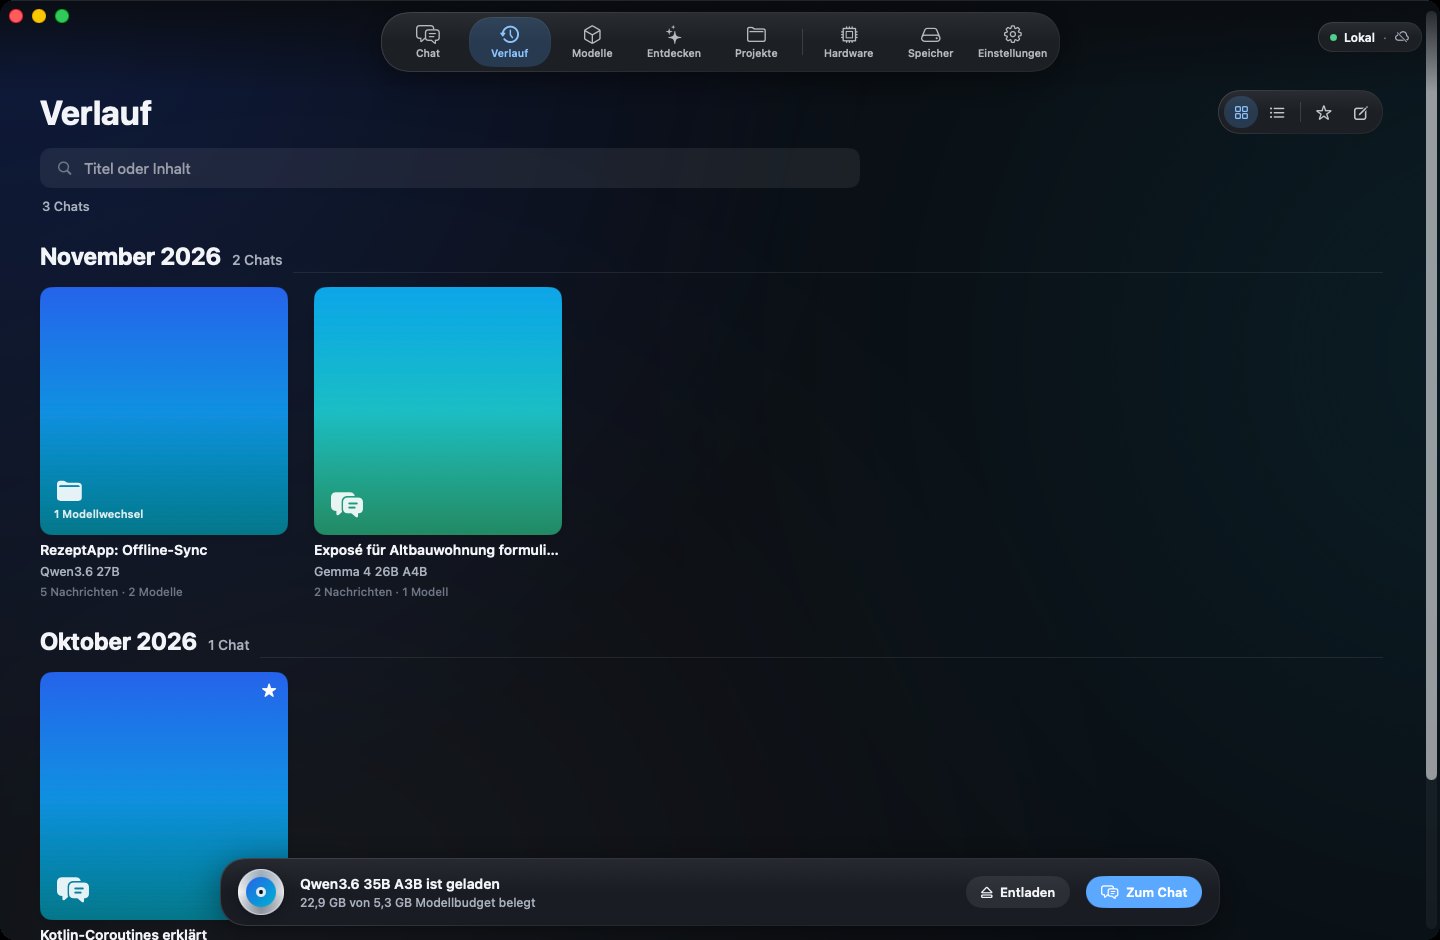 Chat
Verlauf
Modelle
Entdecken
Projekte
Hardware
Speicher
Einstellungen
Lokal ·
Verlauf
Titel oder Inhalt
3 Chats
November 2026 2 Chats
1 Modellwechsel
RezeptApp: Offline-Sync
Qwen3.6 27B
5 Nachrichten · 2 Modelle
Exposé für Altbauwohnung formuli...
Gemma 4 26B A4B
2 Nachrichten · 1 Modell
Oktober 2026 1 Chat
Kotlin-Coroutines erklärt
Qwen3.6 35B A3B ist geladen
22,9 GB von 5,3 GB Modellbudget belegt
Entladen
Zum Chat